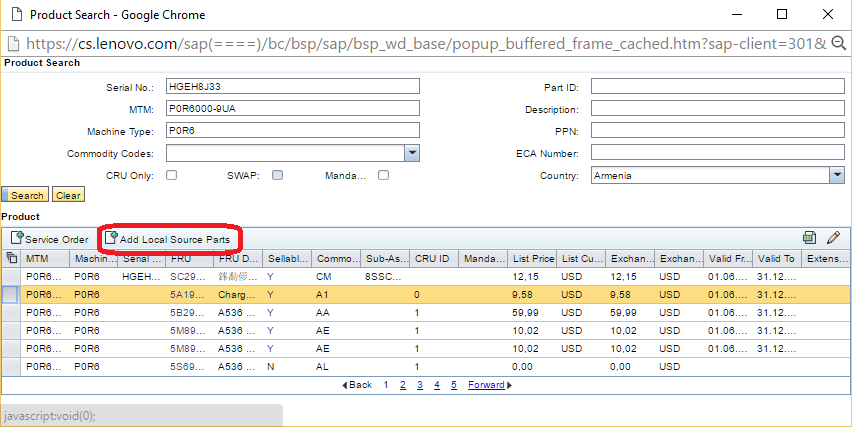 Product Search - Google Chrome
https://cs.lenovo.com/sap(====)/bc/bsp/sap/bsp_wd_base/popup_buffered_frame_cached.htm?sap-client=301&
Product Search
Serial No.: HGEH8J33 Part ID:
MTM: P0R6000-9UA Description:
Machine Type: P0R6 PPN:
Commodity Codes: ECA Number:
CRU Only: SWAP: Manda... Country: Armenia
Search Clear
Product
Service Order Add Local Source Parts
MTM Machin... Serial ... FRU FRU D... Sellabl... Commo... Sub-As... CRU ID Manda... List Price List Cu... Exchan... Exchan... Valid Fr... Valid To Extens...
P0R6... P0R6 HGEH... SC29... Y CM 8SSC... 12,15 USD 12,15 USD 01.06.... 31.12....
P0R6... P0R6 5A19... Charg... Y A1 0 9,58 USD 9,58 USD 01.06.... 31.12....
P0R6... P0R6 5B29... A536 ... Y AA 1 59,99 USD 59,99 USD 01.06.... 31.12....
P0R6... P0R6 5M89... A536 ... Y AE 1 10,02 USD 10,02 USD 01.06.... 31.12....
P0R6... P0R6 5M89... A536 ... Y AE 1 10,02 USD 10,02 USD 01.06.... 31.12....
P0R6... P0R6 5S69... A536 ... N AL 1 0,00 0,00 USD
Back 1 2 3 4 5 Forward
javascript:void(0);